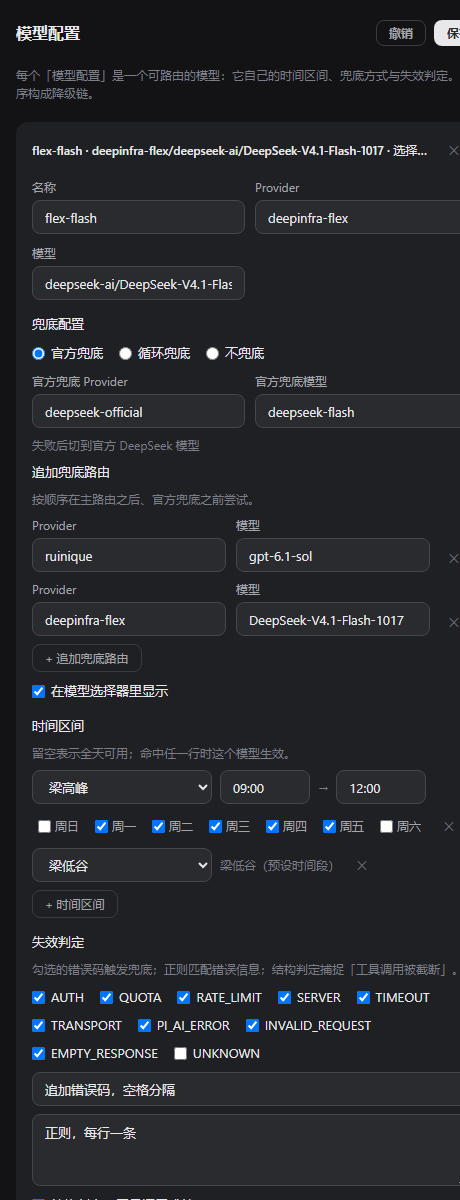 模型配置
撤销
每个「模型配置」是一个可路由的模型：它自己的时间区间、兜底方式与失效判定。
序构成降级链。
flex-flash · deepinfra-flex/deepseek-ai/DeepSeek-V4.1-Flash-1017 · 选择...
×
名称 Provider
flex-flash deepinfra-flex
模型
deepseek-ai/DeepSeek-V4.1-Flas
兜底配置
官方兜底 循环兜底 不兜底
官方兜底 Provider 官方兜底模型
deepseek-official deepseek-flash
失败后切到官方 DeepSeek 模型
追加兜底路由
按顺序在主路由之后、官方兜底之前尝试。
Provider 模型
ruinique gpt-6.1-sol ×
Provider 模型
deepinfra-flex DeepSeek-V4.1-Flash-1017 ×
+ 追加兜底路由
在模型选择器里显示
时间区间
留空表示全天可用；命中任一行时这个模型生效。
梁高峰 09:00 → 12:00
周日 周一 周二 周三 周四 周五 周六 ×
梁低谷 梁低谷（预设时间段） ×
+ 时间区间
失效判定
勾选的错误码触发兜底；正则匹配错误信息；结构判定捕捉「工具调用被截断」。
AUTH QUOTA RATE_LIMIT SERVER TIMEOUT
TRANSPORT PI_AI_ERROR INVALID_REQUEST
EMPTY_RESPONSE UNKNOWN
追加错误码，空格分隔
正则，每行一条